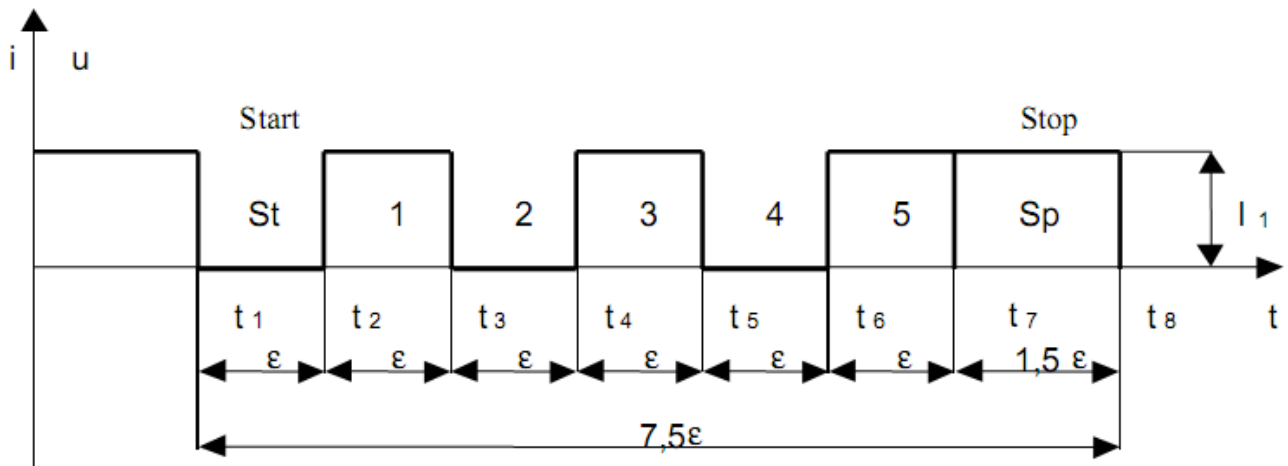 i u
Start Stop
St 1 2 3 4 5 Sp I 1
t 1 t 2 t 3 t 4 t 5 t 6 t 7 t 8 t
ε ε ε ε ε ε 1,5 ε
7,5ε